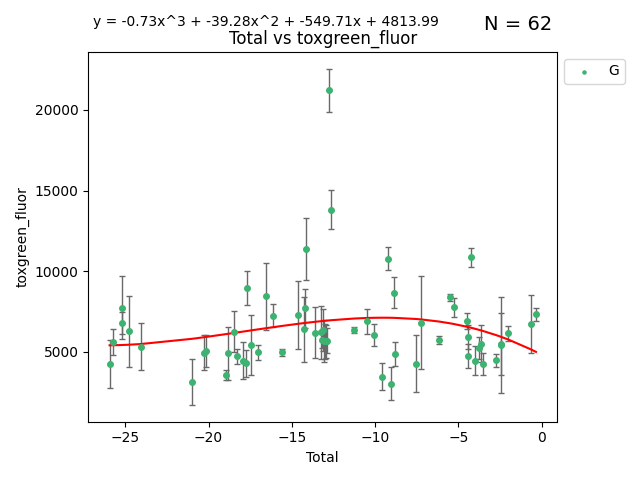 y = -0.73x^3 + -39.28x^2 + -549.71x + 4813.99
N = 62
Total vs toxgreen_fluor
G
20000
15000
10000
5000
toxgreen_fluor
−25 −20 −15 −10 −5 0
Total